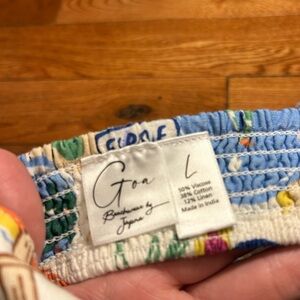 Goa
Beachwear by
L
50% Viscose
38% Cotton
12% Linen
Made in India